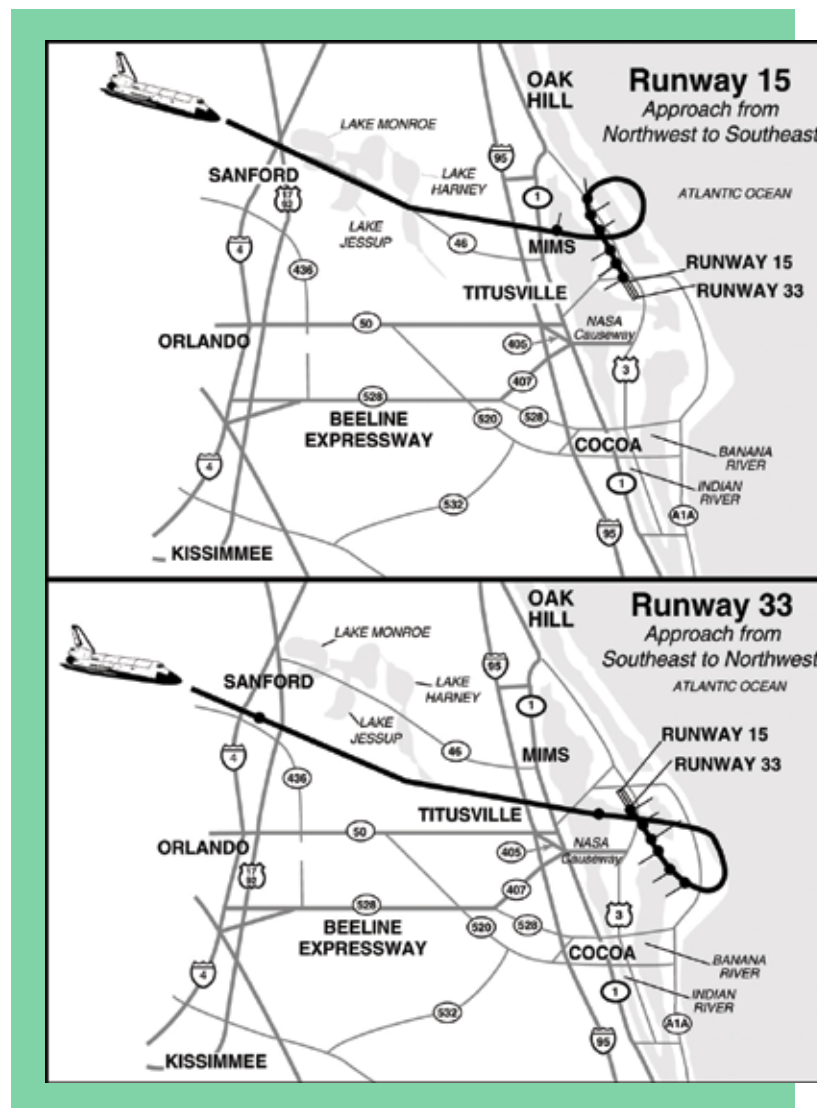 OAK
HILL
Runway 15
Approach from
Northwest to Southeast
LAKE MONROE
95
SANFORD
LAKE
HARNEY
17
92
1
ATLANTIC OCEAN
LAKE
JESSUP
46
MIMS
4
436
RUNWAY 15
TITUSVILLE
RUNWAY 33
50
NASA
Causeway
ORLANDO
405
3
407
528
BEELINE
EXPRESSWAY
520
528
COCOA
BANANA
RIVER
4
INDIAN
RIVER
1
532
A1A
95
KISSIMMEE
OAK
HILL
Runway 33
Approach from
Southeast to Northwest
LAKE MONROE
95
SANFORD
LAKE
HARNEY
ATLANTIC OCEAN
1
LAKE
JESSUP
46
MIMS
RUNWAY 15
4
RUNWAY 33
436
TITUSVILLE
50
ORLANDO
NASA
Causeway
405
17
92
407
528
3
BEELINE
EXPRESSWAY
520
528
COCOA
BANANA
RIVER
4
INDIAN
RIVER
1
532
A1A
95
KISSIMMEE